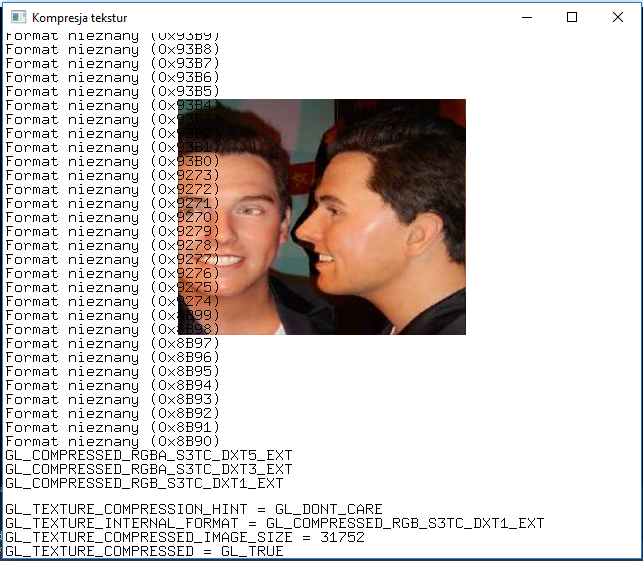 Kompresja tekstur
Format nieznany (0x93B9)
Format nieznany (0x93B8)
Format nieznany (0x93B7)
Format nieznany (0x93B6)
Format nieznany (0x93B5)
Format nieznany (0x93B4)
Format nieznany
Format nieznany
Format nieznany (0x93B1)
Format nieznany (0x93B0)
Format nieznany (0x9273)
Format nieznany (0x9272)
Format nieznany (0x9271)
Format nieznany (0x9270)
Format nieznany (0x9279)
Format nieznany (0x9278)
Format nieznany (0x9277)
Format nieznany (0x9276)
Format nieznany (0x9275)
Format nieznany (0x9274)
Format nieznany (0x8B99)
Format nieznany (0x8B98)
Format nieznany (0x8B97)
Format nieznany (0x8B96)
Format nieznany (0x8B95)
Format nieznany (0x8B94)
Format nieznany (0x8B93)
Format nieznany (0x8B92)
Format nieznany (0x8B91)
Format nieznany (0x8B90)
GL_COMPRESSED_RGBA_S3TC_DXT5_EXT
GL_COMPRESSED_RGBA_S3TC_DXT3_EXT
GL_COMPRESSED_RGB_S3TC_DXT1_EXT
GL_TEXTURE_COMPRESSION_HINT = GL_DONT_CARE
GL_TEXTURE_INTERNAL_FORMAT = GL_COMPRESSED_RGB_S3TC_DXT1_EXT
GL_TEXTURE_COMPRESSED_IMAGE_SIZE = 31752
GL_TEXTURE_COMPRESSED = GL_TRUE